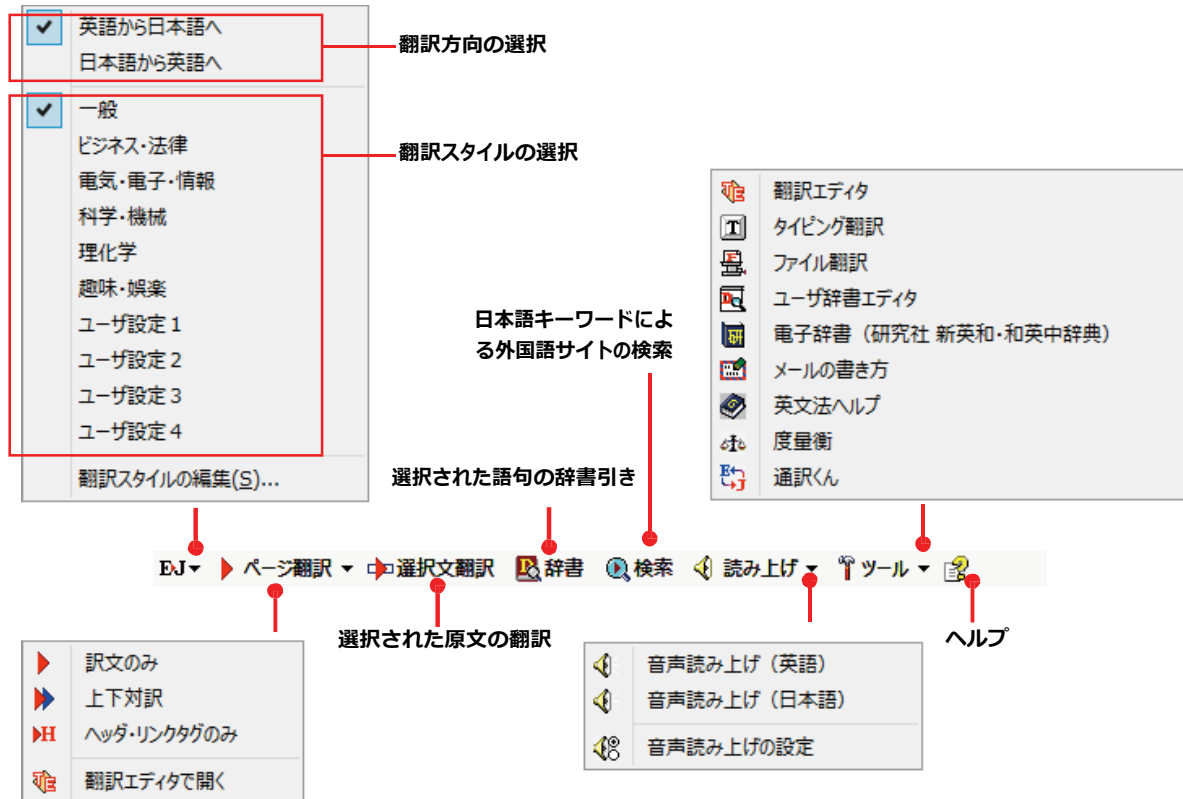 英語から日本語へ
日本語から英語へ
翻訳方向の選択
一般
ビジネス・法律
電気・電子・情報
科学・機械
理化学
趣味・娯楽
ユーザ設定1
ユーザ設定2
ユーザ設定3
ユーザ設定4
翻訳スタイルの編集(S)...
翻訳スタイルの選択
翻訳エディタ
タイピング翻訳
ファイル翻訳
ユーザ辞書エディタ
電子辞書（研究社 新英和・和英中辞典）
メールの書き方
英文法ヘルプ
度量衡
通訳くん
日本語キーワードによ
る外国語サイトの検索
選択された語句の辞書引き
EJ ページ翻訳 選択文翻訳 辞書 検索 読み上げ ツール
選択された原文の翻訳
ヘルプ
訳文のみ
上下対訳
H ヘッダ・リンクタグのみ
翻訳エディタで開く
音声読み上げ（英語）
音声読み上げ（日本語）
音声読み上げの設定